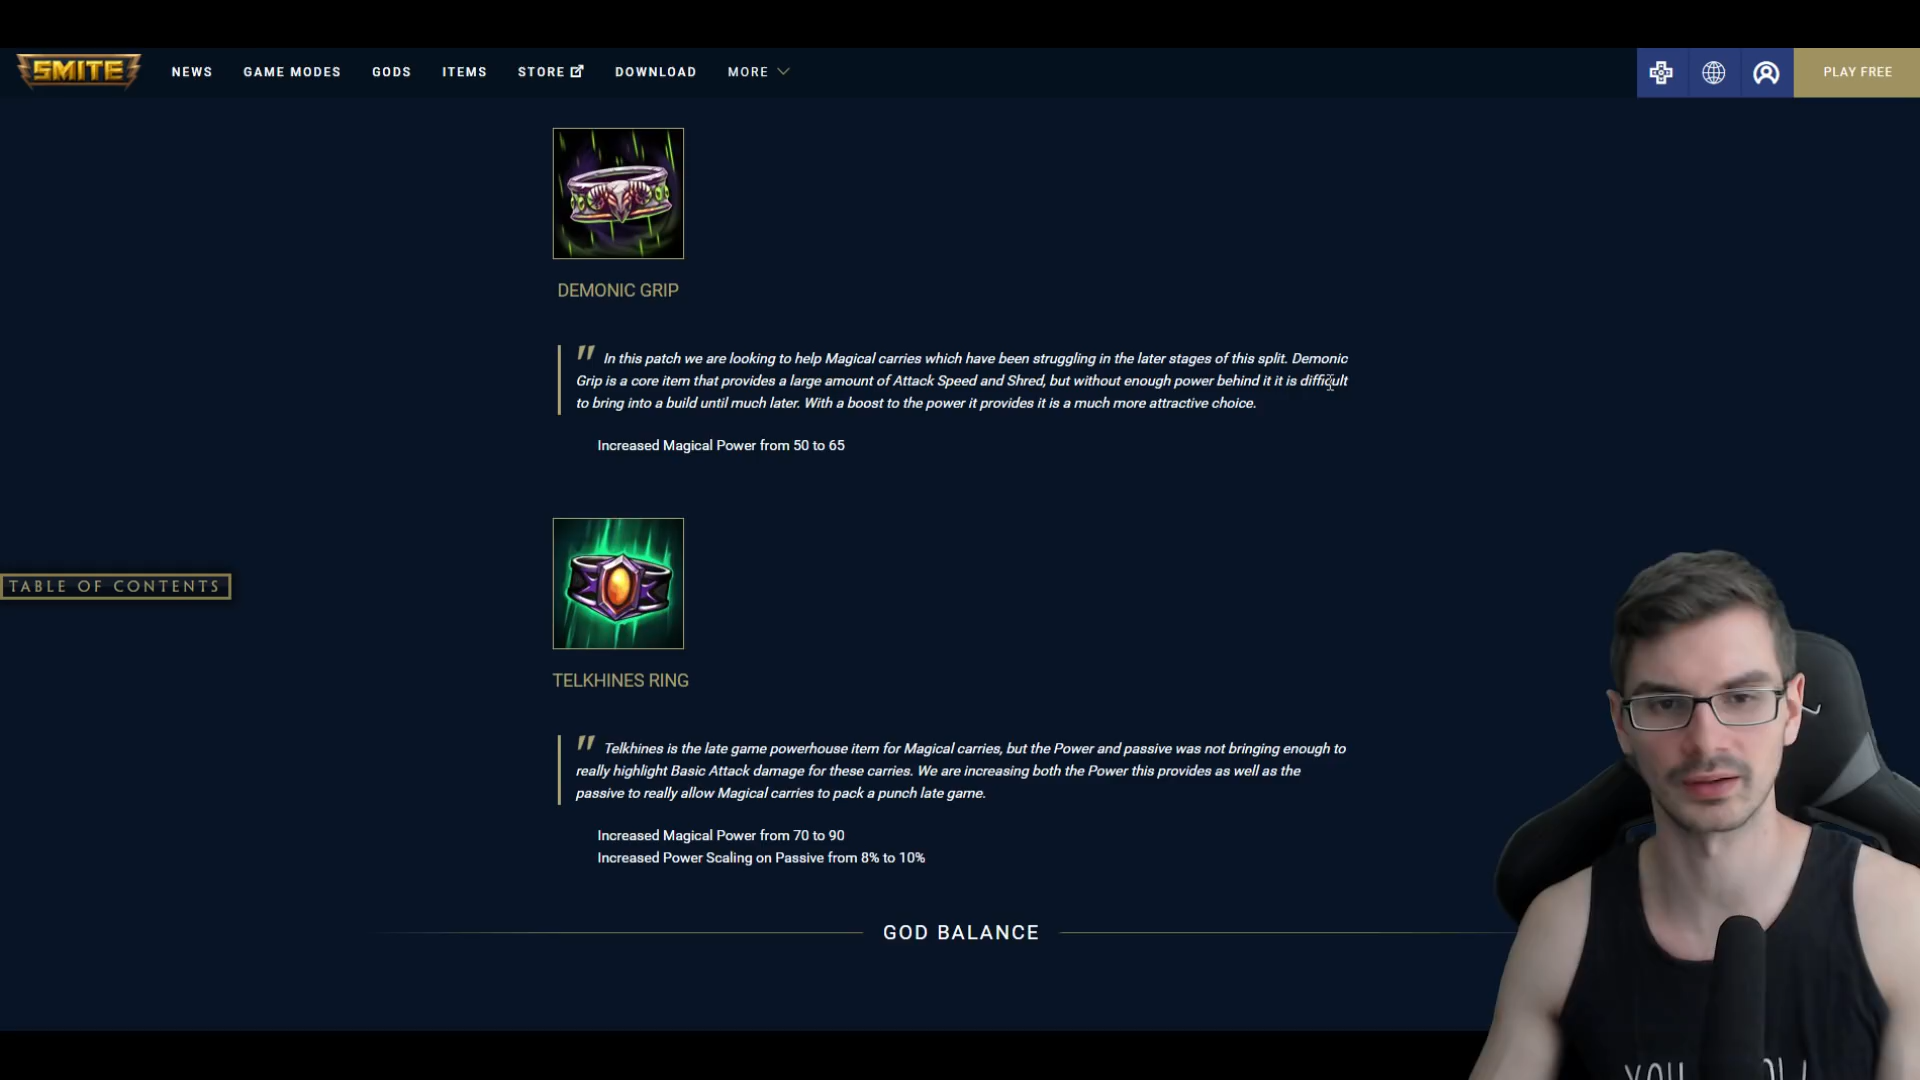 SMITE
NEWS
GAME MODES
GODS
ITEMS
STORE
DOWNLOAD
MORE
PLAY FREE
DEMONIC GRIP
" In this patch we are looking to help Magical carries which have been struggling in the later stages of this split. Demonic
Grip is a core item that provides a large amount of Attack Speed and Shred, but without enough power behind it it is difficult
to bring into a build until much later. With a boost to the power it provides it is a much more attractive choice.
Increased Magical Power from 50 to 65
TABLE OF CONTENTS
TELKHINES RING
" Telkhines is the late game powerhouse item for Magical carries, but the Power and passive was not bringing enough to
really highlight Basic Attack damage for these carries. We are increasing both the Power this provides as well as the
passive to really allow Magical carries to pack a punch late game.
Increased Magical Power from 70 to 90
Increased Power Scaling on Passive from 8% to 10%
GOD BALANCE